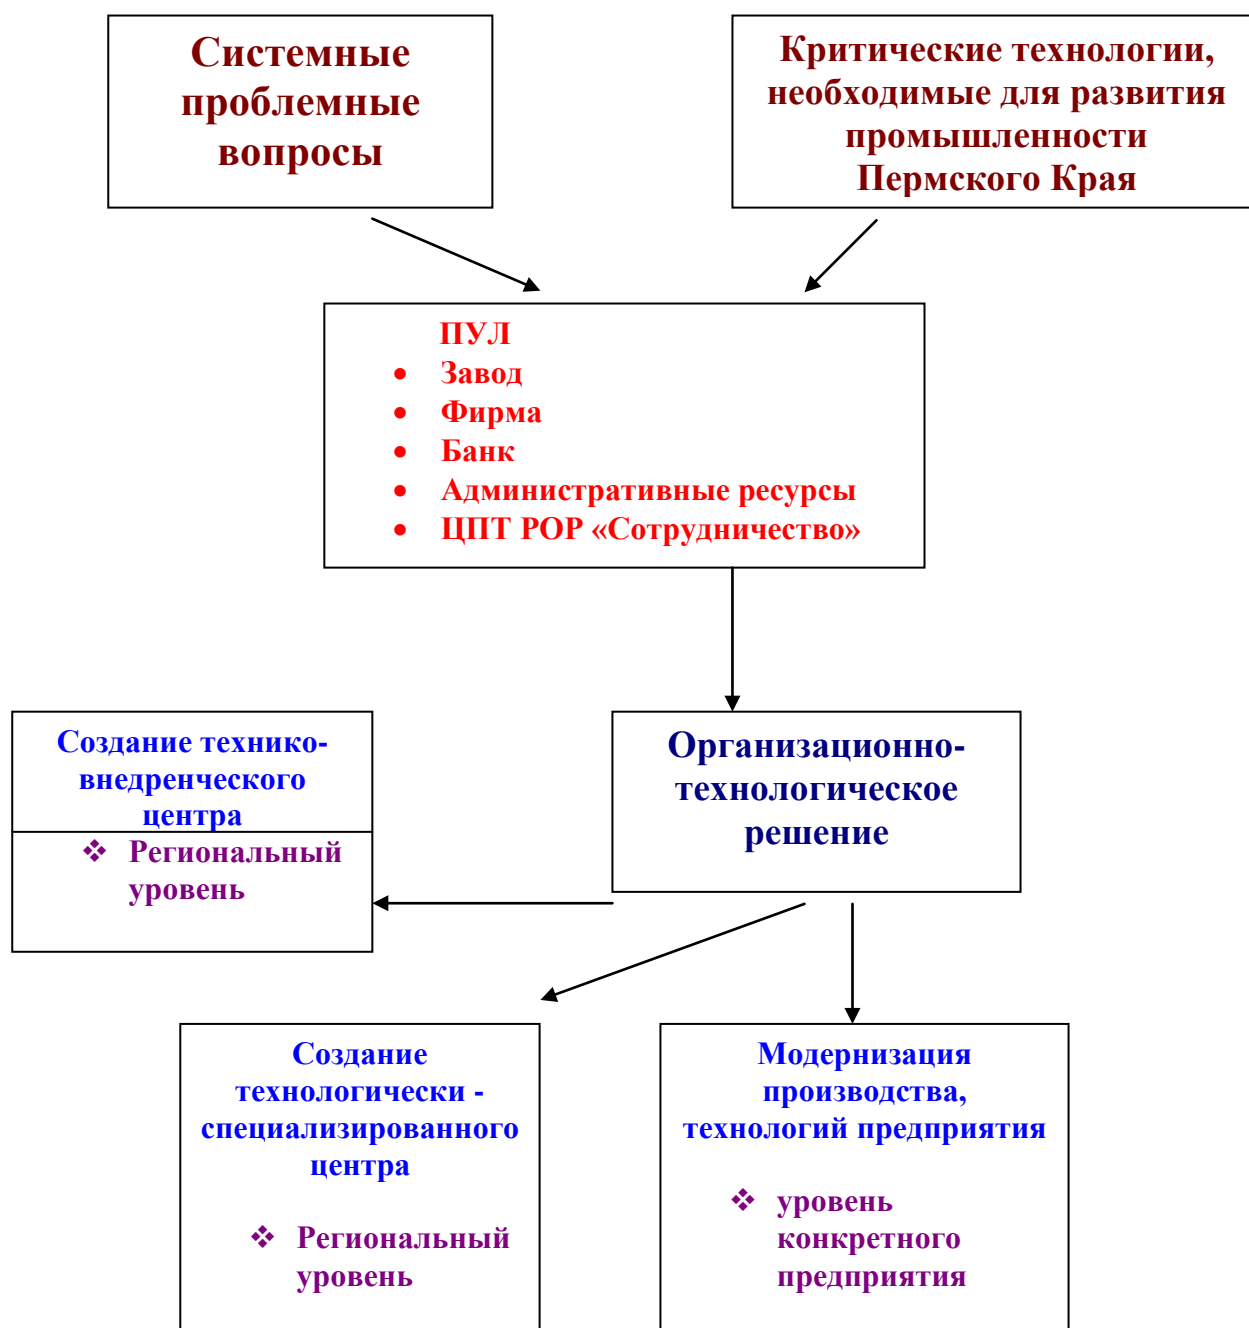 Системные
проблемные
вопросы
Критические технологии,
необходимые для развития
промышленности
Пермского Края
ПУЛ
• Завод
• Фирма
• Банк
• Административные ресурсы
• ЦПТ РОР «Сотрудничество»
Создание технико-
внедренческого
центра
❖ Региональный
уровень
Организационно-
технологическое
решение
Создание
технологически -
специализированного
центра
❖ Региональный
уровень
Модернизация
производства,
технологий предприятия
❖ уровень
конкретного
предприятия